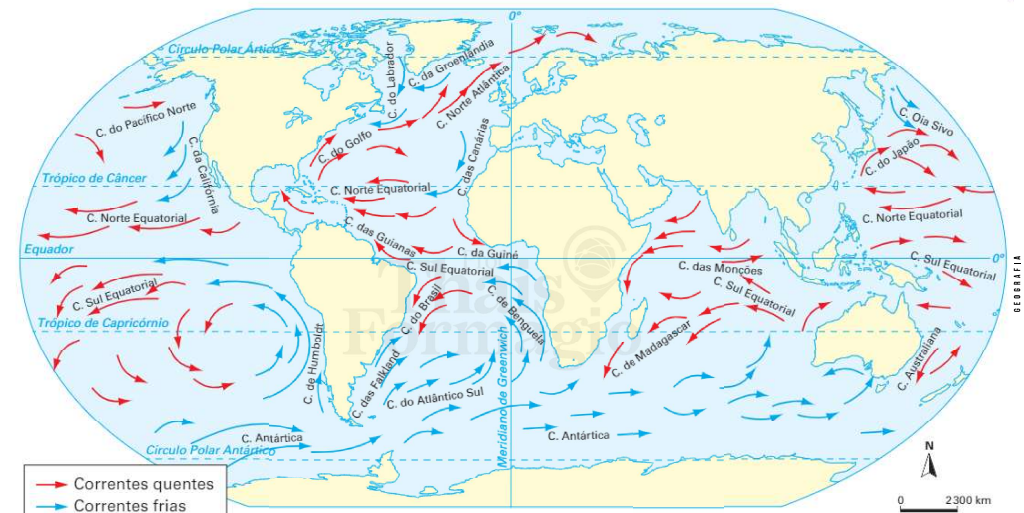 0°
Círculo Polar Ártico
C. do Labrador
C. da Groenlândia
C. Norte Atlântica
C. do Pacífico Norte
C. da Califórnia
C. do Golfo
C. das Canárias
C. Oia Sivo
C. do Japão
Trópico de Câncer
C. Norte Equatorial
C. Norte Equatorial
C. Norte Equatorial
C. das Guianas
C. da Guiné
Equador
0°
C. Sul Equatorial
C. das Monções
C. Sul Equatorial
C. Sul Equatorial
C. Sul Equatorial
C. do Brasil
C. de Benguela
Trópico de Capricórnio
C. de Humboldt
C. das Falkland
C. de Madagascar
C. Australiana
C. do Atlântico Sul
Meridiano de Greenwich
C. Antártica
C. Antártica
Círculo Polar Antártico
Correntes quentes
Correntes frias
N
0 2300 km
GEOGRAFIA
Formagio